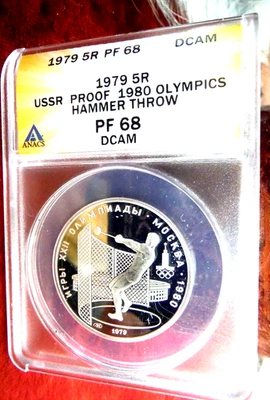 1979 5R PF 68 DCAM
1979 5R
USSR PROOF 1980 OLYMPICS
HAMMER THROW
PF 68
DCAM
ANACS
ИГРЫ XXII ОЛИМПИАДЫ • МОСКВА • 1980
1979